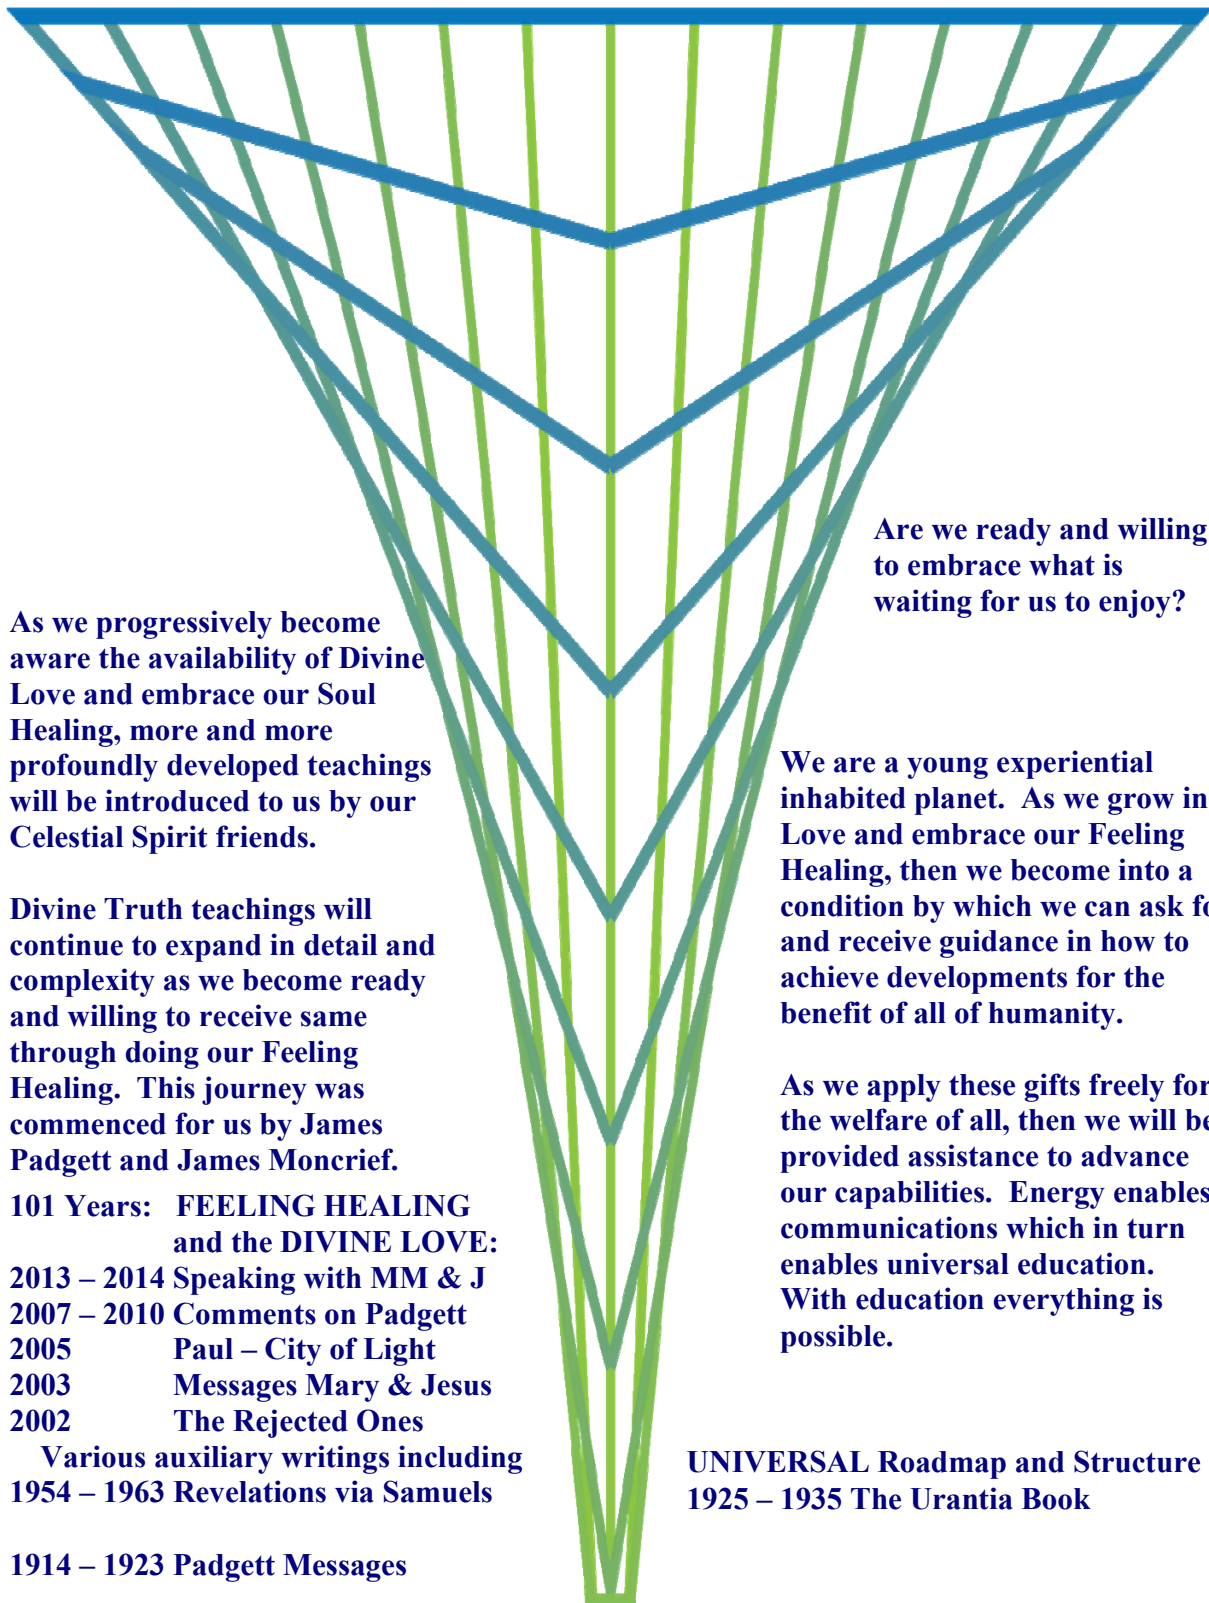 Are we ready and willing
to embrace what is
waiting for us to enjoy?
As we progressively become
aware the availability of Divine
Love and embrace our Soul
Healing, more and more
profoundly developed teachings
will be introduced to us by our
Celestial Spirit friends.
Divine Truth teachings will
continue to expand in detail and
complexity as we become ready
and willing to receive same
through doing our Feeling
Healing.  This journey was
commenced for us by James
Padgett and James Moncrief.
We are a young experiential
inhabited planet.  As we grow in
Love and embrace our Feeling
Healing, then we become into a
condition by which we can ask fo
and receive guidance in how to
achieve developments for the
benefit of all of humanity.
As we apply these gifts freely for
the welfare of all, then we will be
provided assistance to advance
our capabilities.  Energy enables
communications which in turn
enables universal education.
With education everything is
possible.
101 Years:   FEELING HEALING
and the DIVINE LOVE:
2013 – 2014 Speaking with MM & J
2007 – 2010 Comments on Padgett
2005 Paul – City of Light
2003 Messages Mary & Jesus
2002 The Rejected Ones
Various auxiliary writings including
1954 – 1963 Revelations via Samuels
1914 – 1923 Padgett Messages
UNIVERSAL Roadmap and Structure
1925 – 1935 The Urantia Book